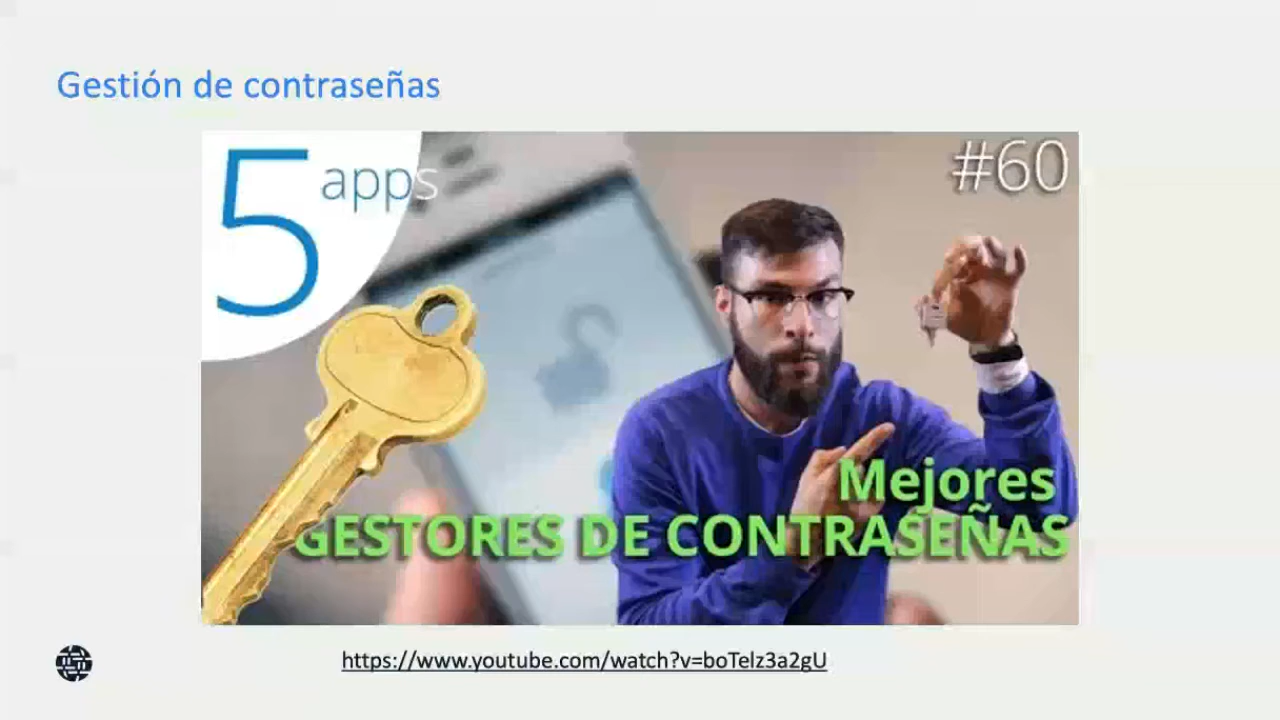 Gestión de contraseñas
5 apps
#60
Mejores
GESTORES DE CONTRASEÑAS
https://www.youtube.com/watch?v=boTelz3a2gU